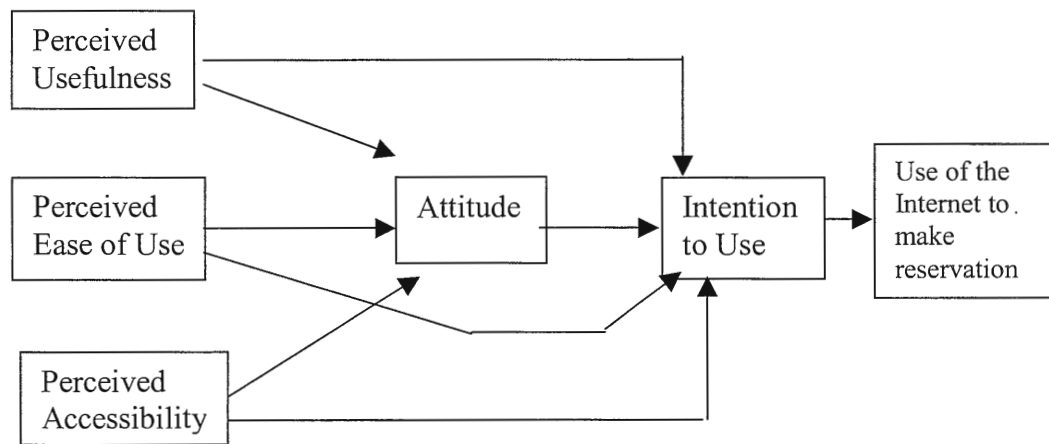 Perceived
Usefulness
Perceived
Ease of Use
Attitude
Intention
to Use
Use of the
Internet to .
make
reservation
Perceived
Accessibility